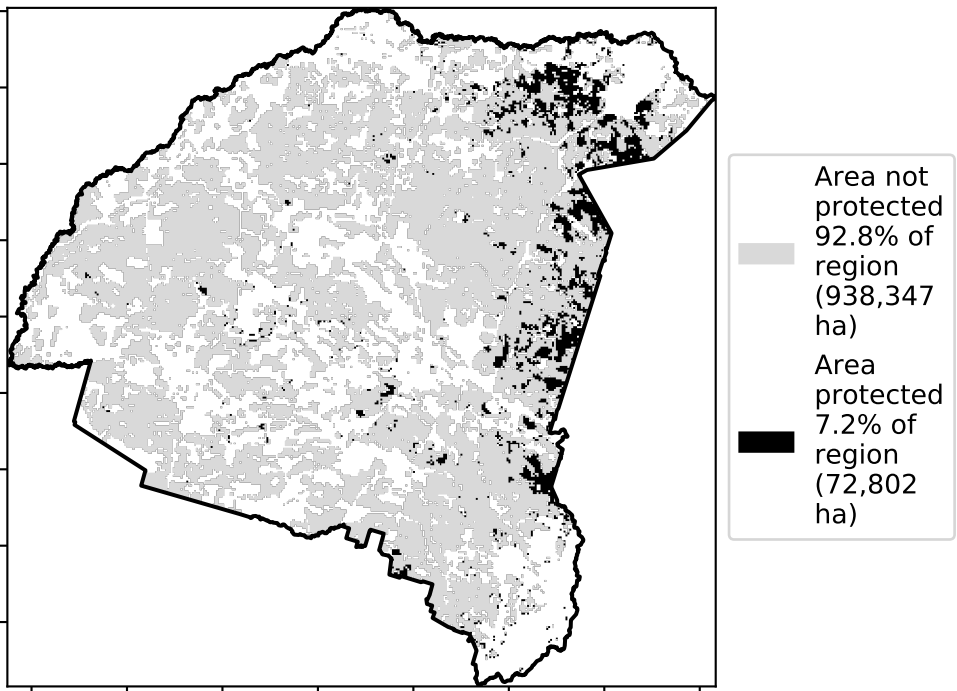 Area not
protected
92.8% of
region
(938,347
ha)
Area
protected
7.2% of
region
(72,802
ha)